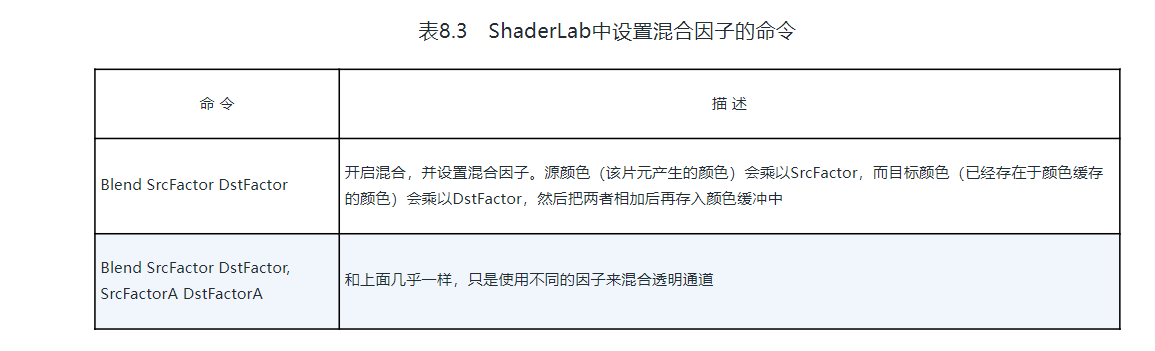 表8.3 ShaderLab中设置混合因子的命令
命 令
描 述
Blend SrcFactor DstFactor
开启混合，并设置混合因子。源颜色（该片元产生的颜色）会乘以SrcFactor，而目标颜色（已经存在于颜色缓存
的颜色）会乘以DstFactor，然后把两者相加后再存入颜色缓冲中
Blend SrcFactor DstFactor,
SrcFactorA DstFactorA
和上面几乎一样，只是使用不同的因子来混合透明通道